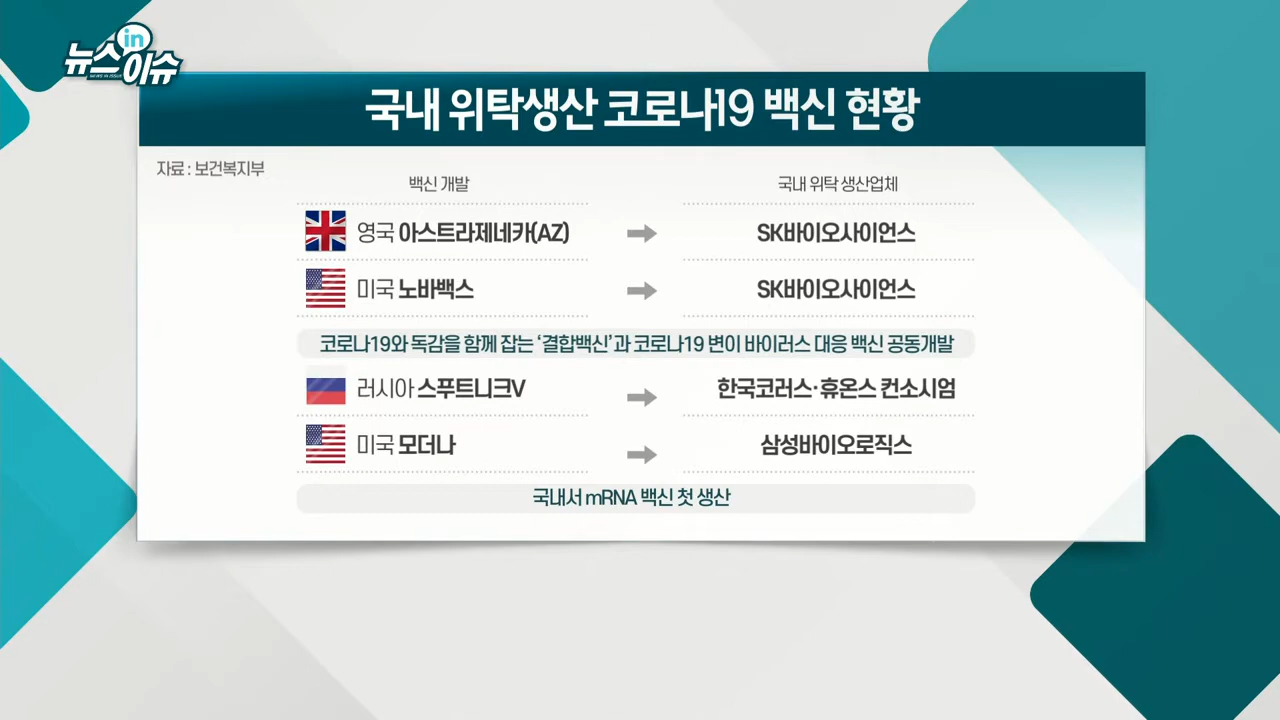 뉴스in이슈
NEWS IN ISSUE
국내 위탁생산 코로나19 백신 현황
자료 : 보건복지부
백신 개발 국내 위탁 생산업체
영국 아스트라제네카(AZ) SK바이오사이언스
미국 노바백스 SK바이오사이언스
코로나19와 독감을 함께 잡는 ‘결합백신’과 코로나19 변이 바이러스 대응 백신 공동개발
러시아 스푸트니크V 한국코러스·휴온스 컨소시엄
미국 모더나 삼성바이오로직스
국내서 mRNA 백신 첫 생산